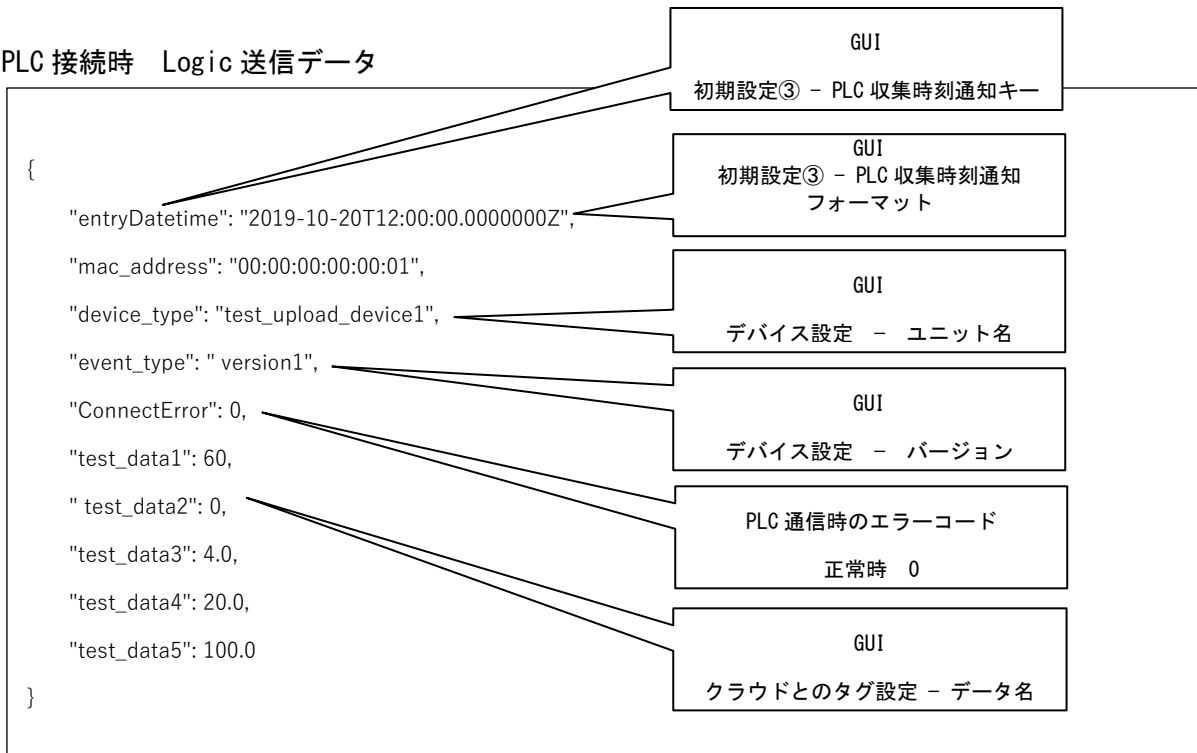 PLC 接続時　Logic 送信データ
GUI
初期設定③ − PLC 収集時刻通知キー
{
"entryDatetime": "2019-10-20T12:00:00.0000000Z",
GUI
初期設定③ − PLC 収集時刻通知
フォーマット
"mac_address": "00:00:00:00:00:01",
"device_type": "test_upload_device1",
GUI
デバイス設定　−　ユニット名
"event_type": " version1",
GUI
デバイス設定　−　バージョン
"ConnectError": 0,
PLC 通信時のエラーコード
正常時　0
"test_data1": 60,
" test_data2": 0,
GUI
クラウドとのタグ設定 − データ名
"test_data3": 4.0,
"test_data4": 20.0,
"test_data5": 100.0
}